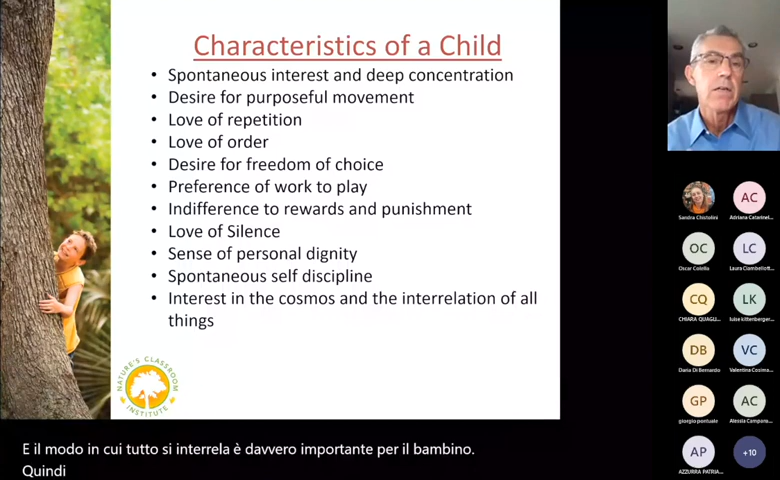 Characteristics of a Child
• Spontaneous interest and deep concentration
• Desire for purposeful movement
• Love of repetition
• Love of order
• Desire for freedom of choice
• Preference of work to play
• Indifference to rewards and punishment
• Love of Silence
• Sense of personal dignity
• Spontaneous self discipline
• Interest in the cosmos and the interrelation of all
things
NATURE'S CLASSROOM
INSTITUTE
E il modo in cui tutto si interrela è davvero importante per il bambino.
Quindi
AC
Sandra Chistolini
Adriana Catarinel...
OC
LC
Oscar Colollu
Laura Ciambellott...
CQ
LK
CHIARA QUAGLI...
luise kittenberger...
DB
VC
Daria Di Bernardo
Valentina Cosima...
GP
AC
giorgio pontuale
Alessia Campara...
AP
+10
AZZURRA PATRIA...